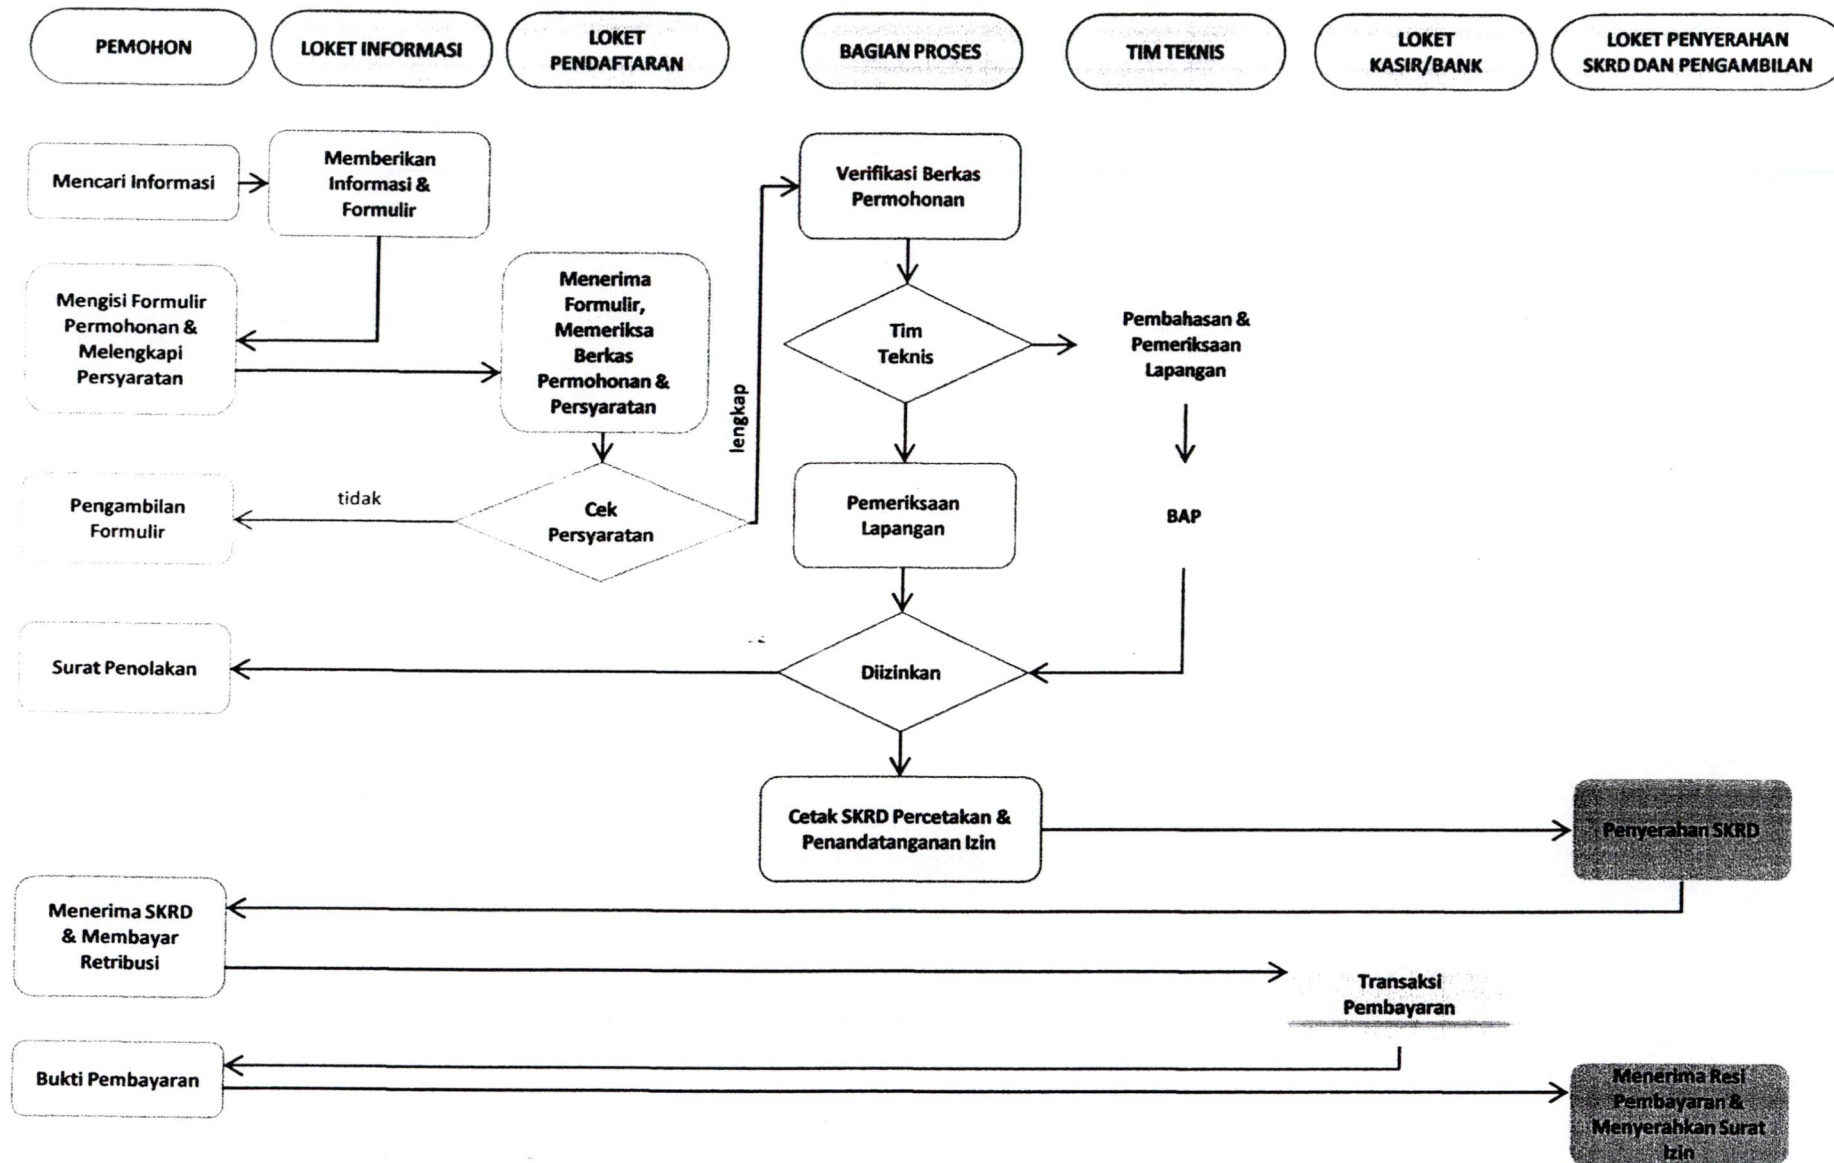 PEMOHON
LOKET INFORMASI
LOKET
PENDAFTARAN
BAGIAN PROSES
TIM TEKNIS
LOKET
KASIR/BANK
LOKET PENYERAHAN
SKRD DAN PENGAMBILAN
Mencari Informasi
Memberikan
Informasi &
Formulir
Verifikasi Berkas
Permohonan
Mengisi Formulir
Permohonan &
Melengkapi
Persyaratan
Menerima
Formulir,
Memeriksa
Berkas
Permohonan &
Persyaratan
lengkap
Tim
Teknis
Pembahasan &
Pemeriksaan
Lapangan
Pengambilan
Formulir
tidak
Cek
Persyaratan
Pemeriksaan
Lapangan
BAP
Surat Penolakan
Diizinkan
Cetak SKRD Percetakan &
Penandatanganan Izin
Penyerahan SKRD
Menerima SKRD
& Membayar
Retribusi
Transaksi
Pembayaran
Bukti Pembayaran
Menerima Resi
Pembayaran &
Menyerahkan Surat
Izin